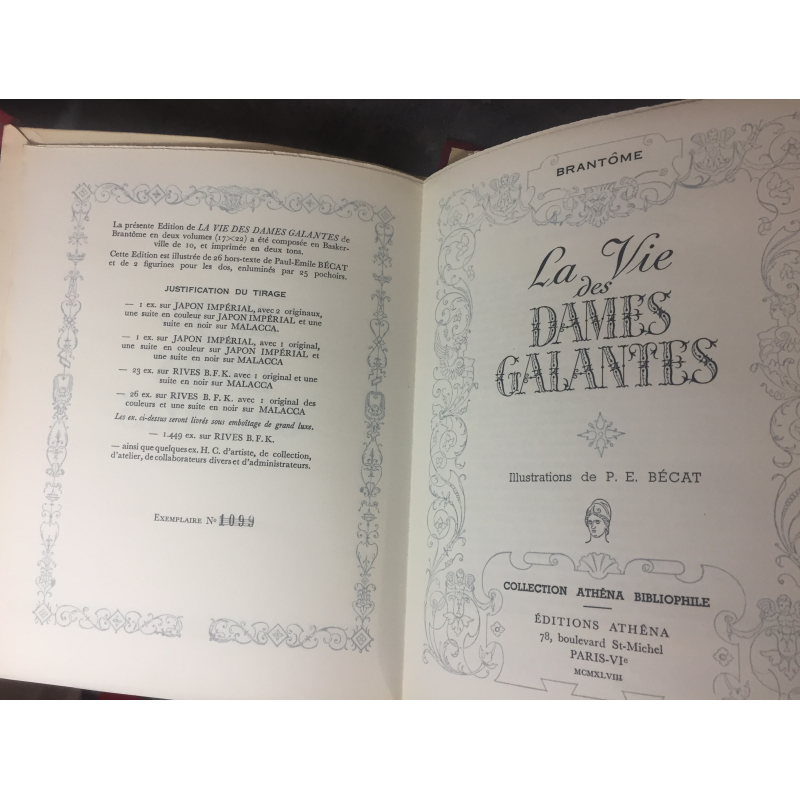 La présente Edition de LA VIE DES DAMES GALANTES de
Brantôme en deux volumes (17×22) a été composée en Basker-
ville de 10, et imprimée en deux tons.
Cette Edition est illustrée de 26 hors-texte de Paul-Emile BÉCAT
et de 2 figurines pour les dos, enluminés par 25 pochoirs.
JUSTIFICATION DU TIRAGE
— 1 ex. sur JAPON IMPÉRIAL, avec 2 originaux,
une suite en couleur sur JAPON IMPÉRIAL et une
suite en noir sur MALACCA.
— 1 ex. sur JAPON IMPÉRIAL, avec 1 original,
une suite en couleur sur JAPON IMPÉRIAL et
une suite en noir sur MALACCA
— 23 ex. sur RIVES B.F.K. avec 1 original et une
suite en noir sur MALACCA
— 26 ex. sur RIVES B.F.K. avec 1 original des
couleurs et une suite en noir sur MALACCA
Les ex. ci-dessus seront livrés sous emboîtage de grand luxe.
— 1.449 ex. sur RIVES B.F.K.
— ainsi que quelques ex. H. C. d'artiste, de collection,
d'atelier, de collaborateurs divers et d'administrateurs.
EXEMPLAIRE Nº 1099
BRANTÔME
La Vie
des
DAMES
GALANTES
Illustrations de P. E. BÉCAT
COLLECTION ATHÊNA BIBLIOPHILE
ÉDITIONS ATHÊNA
78, boulevard St-Michel
PARIS-VIe
MCMXLVIII